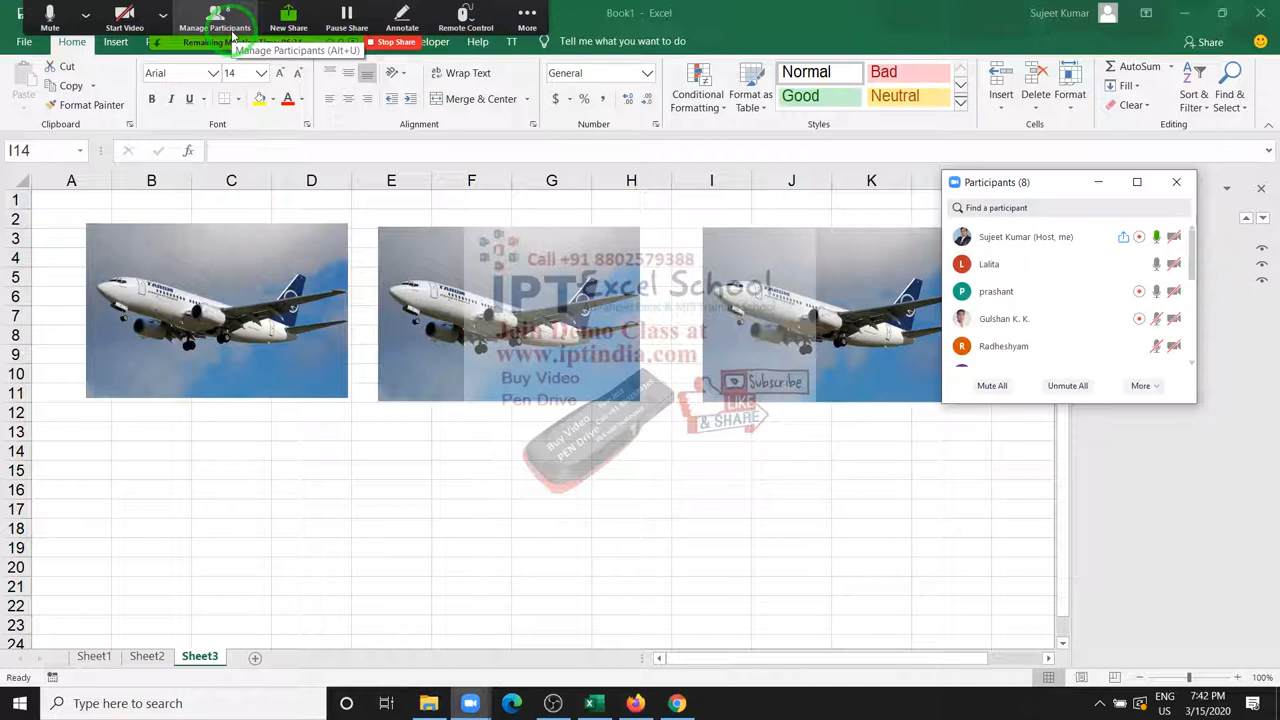 Mute
Start Video
Manage Participants
8
New Share
Pause Share
Annotate
Remote Control
More
Book1 - Excel
Sujeet Kumar
Stop Share
Manage Participants (Alt+U)
File
Home
Insert
Help
TT
Tell me what you want to do
Share
Paste
Cut
Copy
Format Painter
Clipboard
Arial
14
B
I
U
A
Font
Wrap Text
Merge & Center
Alignment
General
$
%
Number
Conditional Formatting
Format as Table
Normal
Bad
Good
Neutral
Styles
Insert
Delete
Format
Cells
AutoSum
Fill
Clear
Sort & Filter
Find & Select
Editing
I14
fx
A B C D E F G H I J K
1
2
3
4
5
6
7
8
9
10
11
12
13
14
15
16
17
18
19
20
21
22
23
24
Call +91 8802579388
IPT Excel School
Join Demo Class at
www.iptindia.com
Buy Video
Pen Drive
Buy Video
Subscribe
LIKE
& SHARE
Participants (8)
Find a participant
Sujeet Kumar (Host, me)
L Lalita
P prashant
Gulshan K. K.
R Radheshyam
Mute All
Unmute All
More
Sheet1
Sheet2
Sheet3
Ready
100%
Type here to search
ENG
US
7:42 PM
3/15/2020